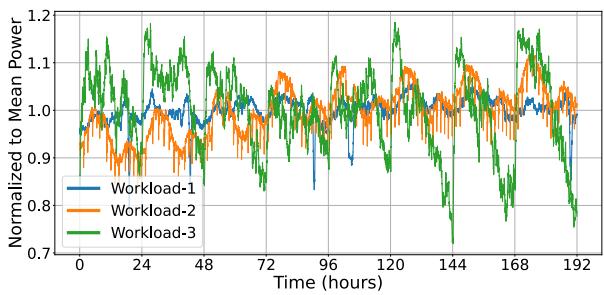 Normalized to Mean Power
1.2
1.1
1.0
0.9
0.8
0.7
Workload-1
Workload-2
Workload-3
0 24 48 72 96 120 144 168 192
Time (hours)